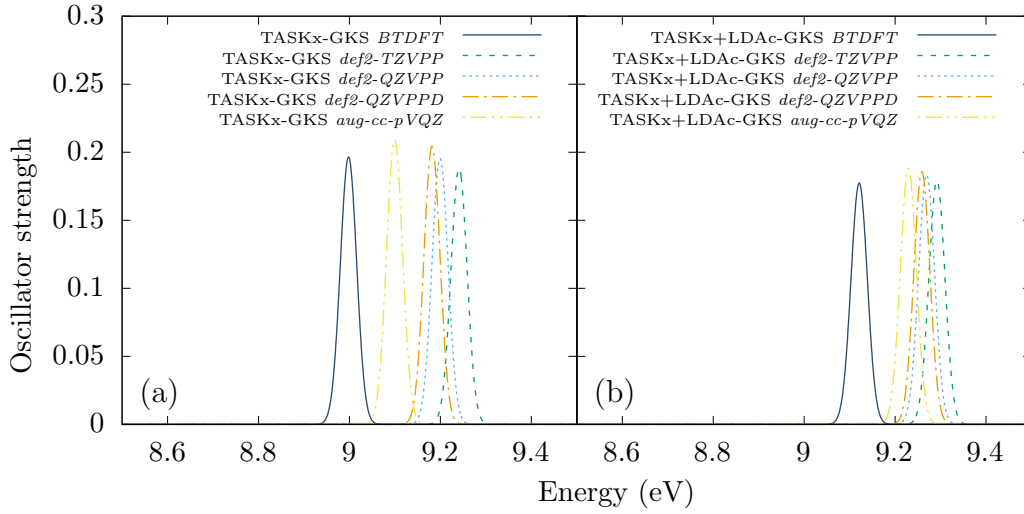 0.3
0.25
0.2
0.15
0.1
0.05
0
Oscillator strength
TASKx-GKS BTDFT
TASKx-GKS def2-TZVPP
TASKx-GKS def2-QZVPP
TASKx-GKS def2-QZVPPD
TASKx-GKS aug-cc-pVQZ
(a)
8.6 8.8 9 9.2 9.4
TASKx+LDAc-GKS BTDFT
TASKx+LDAc-GKS def2-TZVPP
TASKx+LDAc-GKS def2-QZVPP
TASKx+LDAc-GKS def2-QZVPPD
TASKx+LDAc-GKS aug-cc-pVQZ
(b)
8.6 8.8 9 9.2 9.4
Energy (eV)